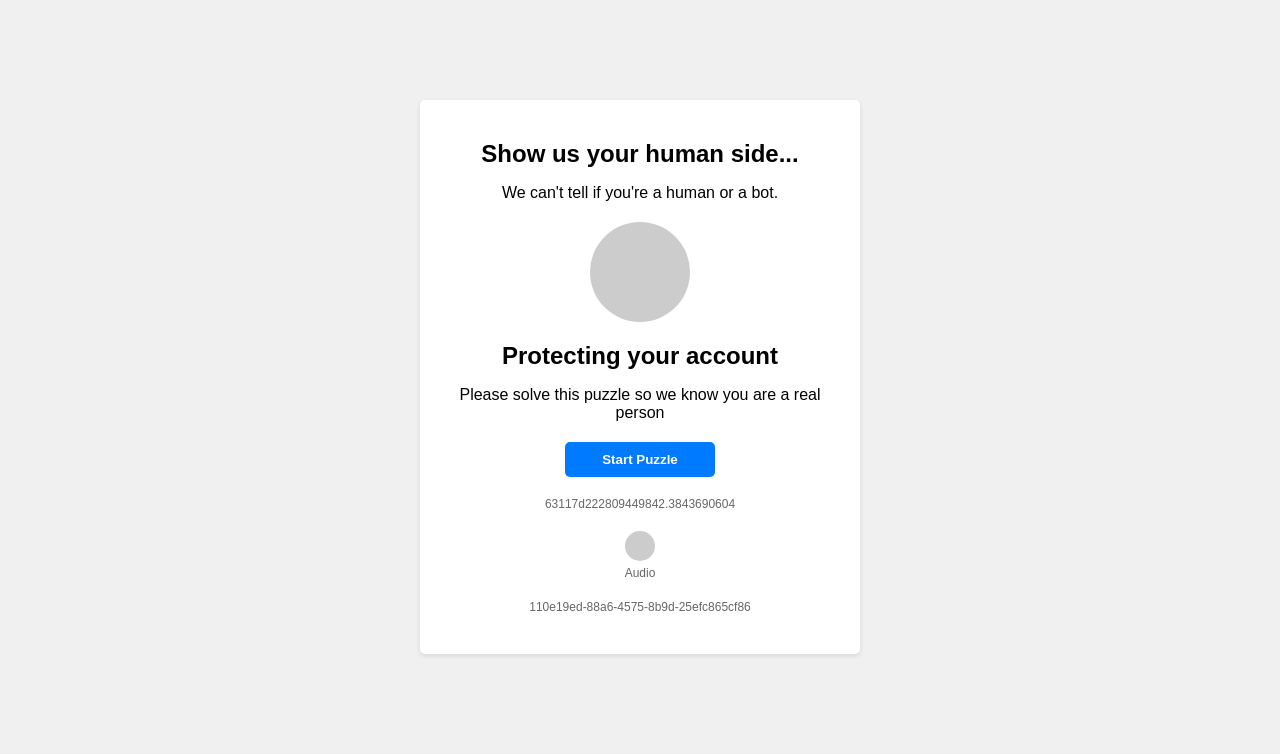 Show us your human side...
We can't tell if you're a human or a bot.
Protecting your account
Please solve this puzzle so we know you are a real
person
Start Puzzle
63117d222809449842.3843690604
Audio
110e19ed-88a6-4575-8b9d-25efc865cf86